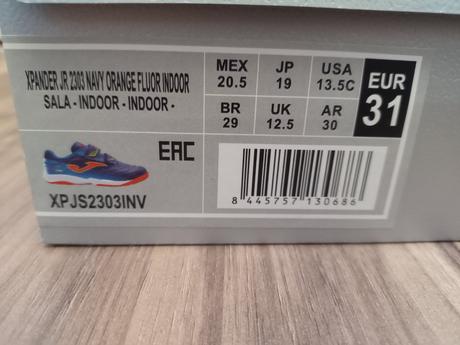 XPANDER JR 2303 NAVY ORANGE FLUOR INDOOR
SALA - INDOOR - INDOOR -
MEX 20.5
JP 19
USA 13.5C
EUR 31
BR 29
UK 12.5
AR 30
EAC
XPJS2303INV
8 445757 130686